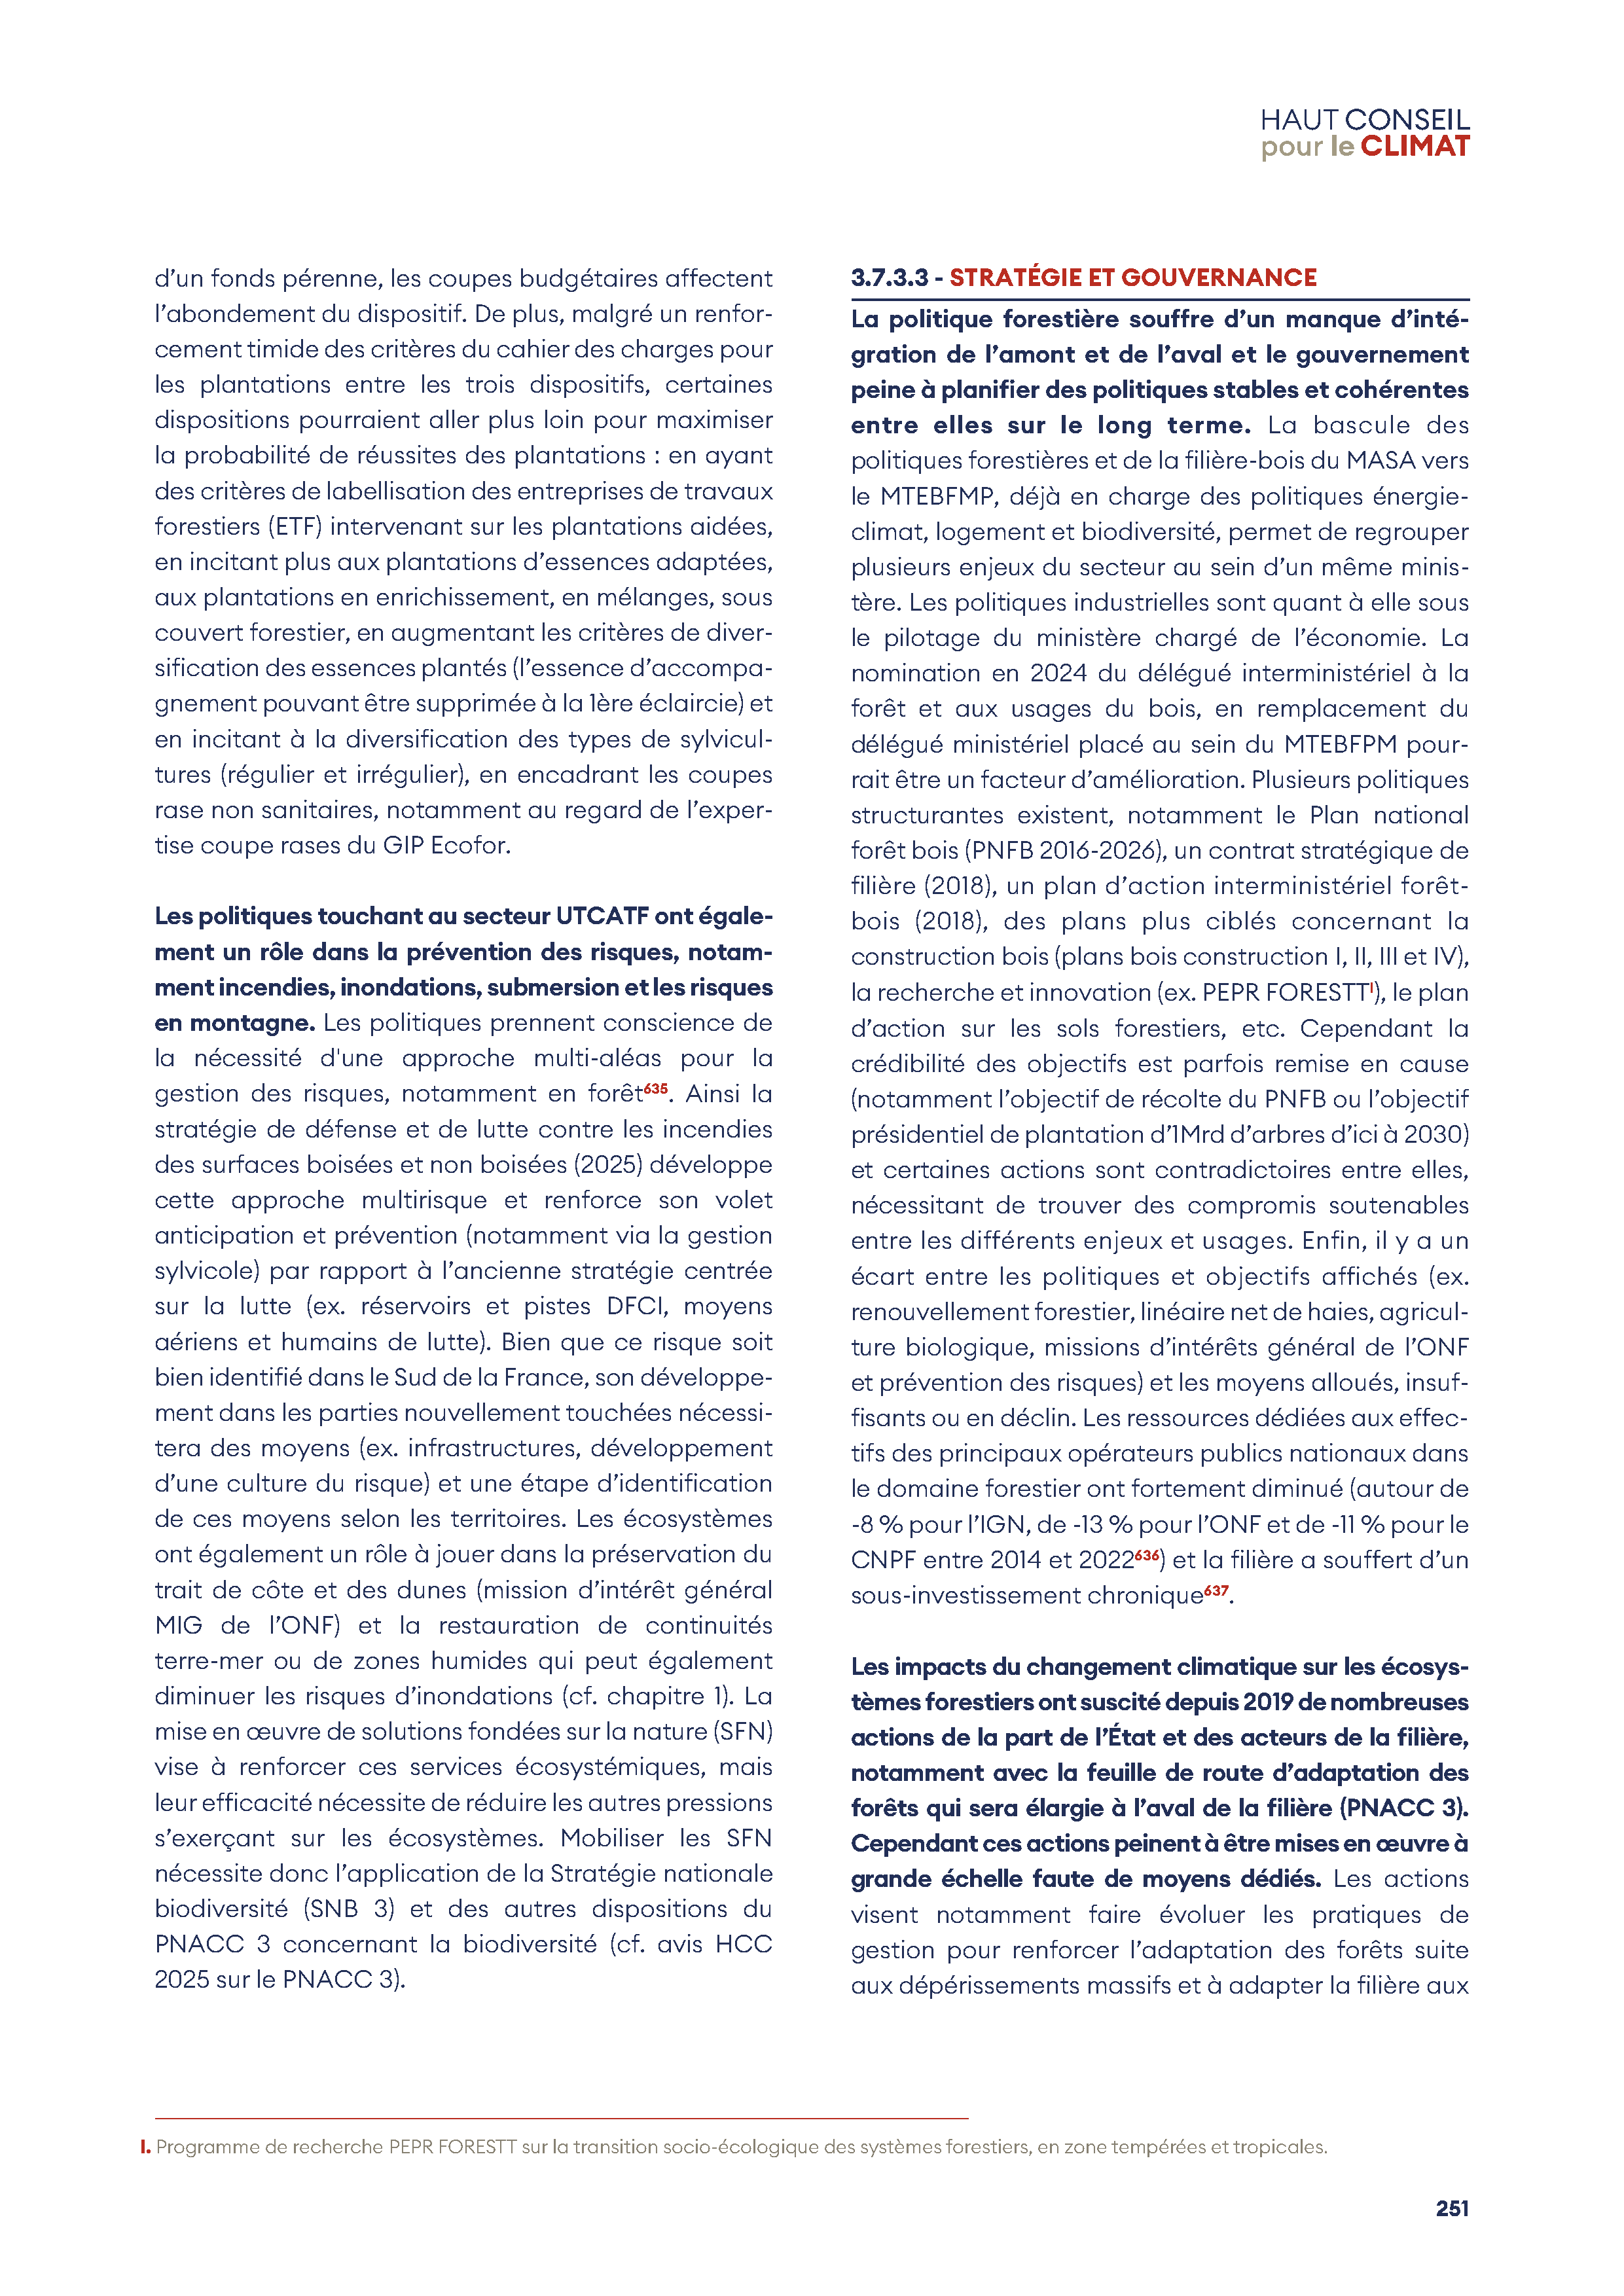 HAUT CONSEIL
pour le CLIMAT
d’un fonds pérenne, les coupes budgétaires affectent
l’abondement du dispositif. De plus, malgré un renfor-
cement timide des critères du cahier des charges pour
les plantations entre les trois dispositifs, certaines
dispositions pourraient aller plus loin pour maximiser
la probabilité de réussites des plantations : en ayant
des critères de labellisation des entreprises de travaux
forestiers (ETF) intervenant sur les plantations aidées,
en incitant plus aux plantations d’essences adaptées,
aux plantations en enrichissement, en mélanges, sous
couvert forestier, en augmentant les critères de diver-
sification des essences plantés (l’essence d’accompa-
gnement pouvant être supprimée à la 1ère éclaircie) et
en incitant à la diversification des types de sylvicul-
tures (régulier et irrégulier), en encadrant les coupes
rase non sanitaires, notamment au regard de l’exper-
tise coupe rases du GIP Ecofor.
Les politiques touchant au secteur UTCATF ont égale-
ment un rôle dans la prévention des risques, notam-
ment incendies, inondations, submersion et les risques
en montagne. Les politiques prennent conscience de
la nécessité d'une approche multi-aléas pour la
gestion des risques, notamment en forêt635. Ainsi la
stratégie de défense et de lutte contre les incendies
des surfaces boisées et non boisées (2025) développe
cette approche multirisque et renforce son volet
anticipation et prévention (notamment via la gestion
sylvicole) par rapport à l’ancienne stratégie centrée
sur la lutte (ex. réservoirs et pistes DFCI, moyens
aériens et humains de lutte). Bien que ce risque soit
bien identifié dans le Sud de la France, son développe-
ment dans les parties nouvellement touchées nécessi-
tera des moyens (ex. infrastructures, développement
d’une culture du risque) et une étape d’identification
de ces moyens selon les territoires. Les écosystèmes
ont également un rôle à jouer dans la préservation du
trait de côte et des dunes (mission d’intérêt général
MIG de l’ONF) et la restauration de continuités
terre-mer ou de zones humides qui peut également
diminuer les risques d’inondations (cf. chapitre 1). La
mise en œuvre de solutions fondées sur la nature (SFN)
vise à renforcer ces services écosystémiques, mais
leur efficacité nécessite de réduire les autres pressions
s’exerçant sur les écosystèmes. Mobiliser les SFN
nécessite donc l’application de la Stratégie nationale
biodiversité (SNB 3) et des autres dispositions du
PNACC 3 concernant la biodiversité (cf. avis HCC
2025 sur le PNACC 3).
3.7.3.3 - STRATÉGIE ET GOUVERNANCE
La politique forestière souffre d’un manque d’inté-
gration de l’amont et de l’aval et le gouvernement
peine à planifier des politiques stables et cohérentes
entre elles sur le long terme. La bascule des
politiques forestières et de la filière-bois du MASA vers
le MTEBFMP, déjà en charge des politiques énergie-
climat, logement et biodiversité, permet de regrouper
plusieurs enjeux du secteur au sein d’un même minis-
tère. Les politiques industrielles sont quant à elle sous
le pilotage du ministère chargé de l’économie. La
nomination en 2024 du délégué interministériel à la
forêt et aux usages du bois, en remplacement du
délégué ministériel placé au sein du MTEBFPM pour-
rait être un facteur d’amélioration. Plusieurs politiques
structurantes existent, notamment le Plan national
forêt bois (PNFB 2016-2026), un contrat stratégique de
filière (2018), un plan d’action interministériel forêt-
bois (2018), des plans plus ciblés concernant la
construction bois (plans bois construction I, II, III et IV),
la recherche et innovation (ex. PEPR FORESTTI), le plan
d’action sur les sols forestiers, etc. Cependant la
crédibilité des objectifs est parfois remise en cause
(notamment l’objectif de récolte du PNFB ou l’objectif
présidentiel de plantation d’1Mrd d’arbres d’ici à 2030)
et certaines actions sont contradictoires entre elles,
nécessitant de trouver des compromis soutenables
entre les différents enjeux et usages. Enfin, il y a un
écart entre les politiques et objectifs affichés (ex.
renouvellement forestier, linéaire net de haies, agricul-
ture biologique, missions d’intérêts général de l’ONF
et prévention des risques) et les moyens alloués, insuf-
fisants ou en déclin. Les ressources dédiées aux effec-
tifs des principaux opérateurs publics nationaux dans
le domaine forestier ont fortement diminué (autour de
-8 % pour l’IGN, de -13 % pour l’ONF et de -11 % pour le
CNPF entre 2014 et 2022636) et la filière a souffert d’un
sous-investissement chronique637.
Les impacts du changement climatique sur les écosys-
tèmes forestiers ont suscité depuis 2019 de nombreuses
actions de la part de l’État et des acteurs de la filière,
notamment avec la feuille de route d’adaptation des
forêts qui sera élargie à l’aval de la filière (PNACC 3).
Cependant ces actions peinent à être mises en œuvre à
grande échelle faute de moyens dédiés. Les actions
visent notamment faire évoluer les pratiques de
gestion pour renforcer l’adaptation des forêts suite
aux dépérissements massifs et à adapter la filière aux
I. Programme de recherche PEPR FORESTT sur la transition socio-écologique des systèmes forestiers, en zone tempérées et tropicales.
251